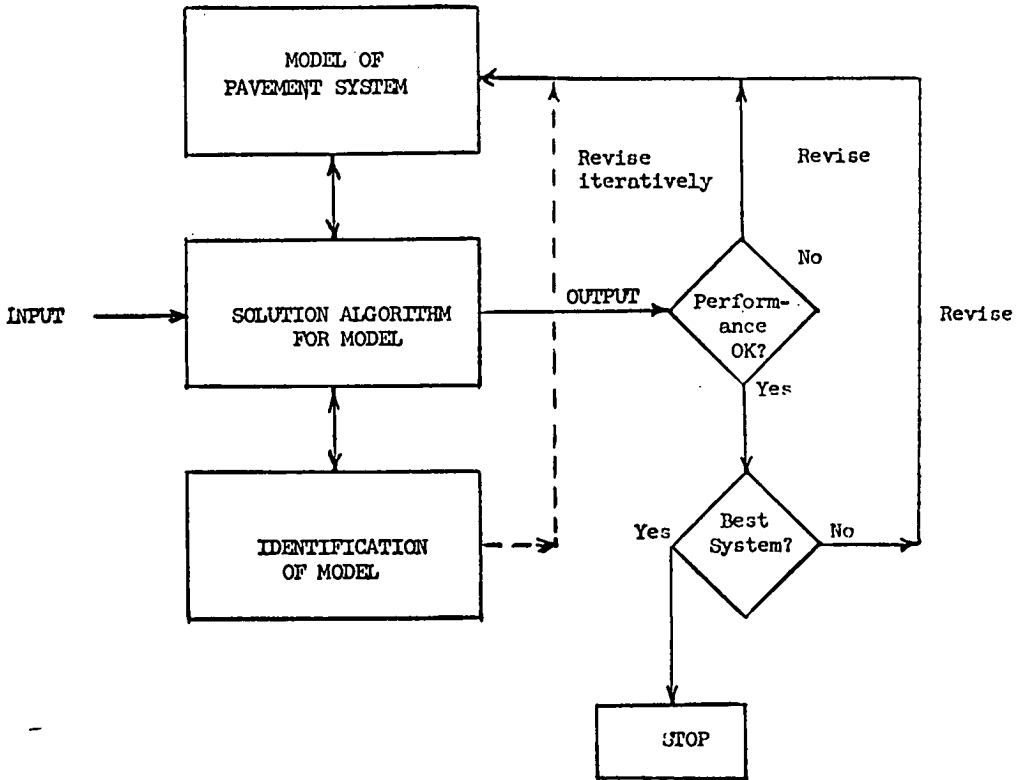 MODEL OF
PAVEMENT SYSTEM
Revise
iteratively
Revise
No
INPUT
SOLUTION ALGORITHM
FOR MODEL
OUTPUT
Perform-
ance
OK?
Revise
Yes
IDENTIFICATION
OF MODEL
Yes
Best
System?
No
STOP